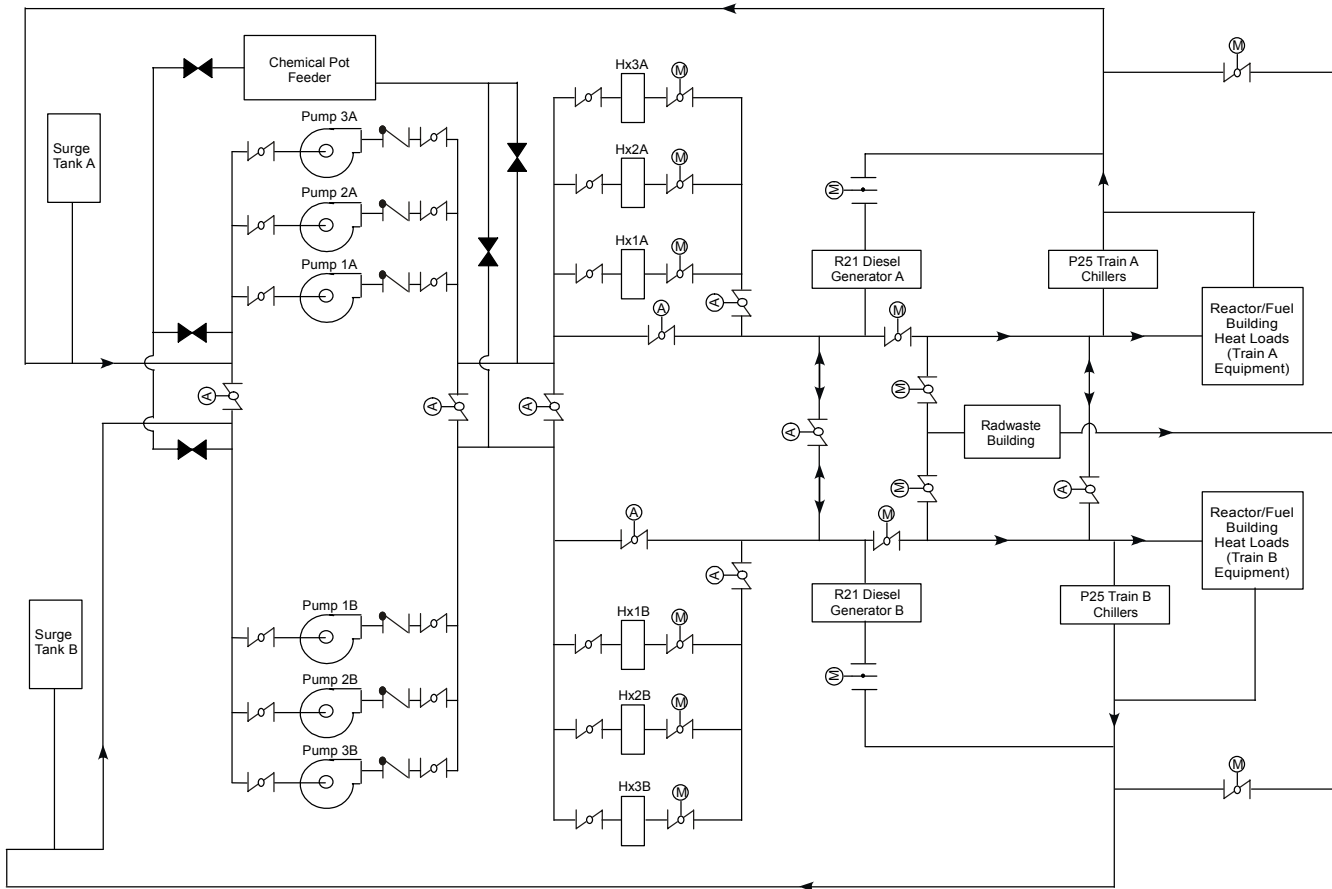 M
Chemical Pot
Feeder
Hx3A
M
Pump 3A
Surge
Tank A
Hx2A
M
Pump 2A
M
Hx1A
M
R21 Diesel
Generator A
P25 Train A
Chillers
Pump 1A
A
A
M
Reactor/Fuel
Building
Heat Loads
(Train A
Equipment)
A
A
A
M
A
Radwaste
Building
M
A
A
M
Reactor/Fuel
Building
Heat Loads
(Train B
Equipment)
A
R21 Diesel
Generator B
P25 Train B
Chillers
Pump 1B
Hx1B
M
Surge
Tank B
M
Pump 2B
Hx2B
M
Pump 3B
M
Hx3B
M